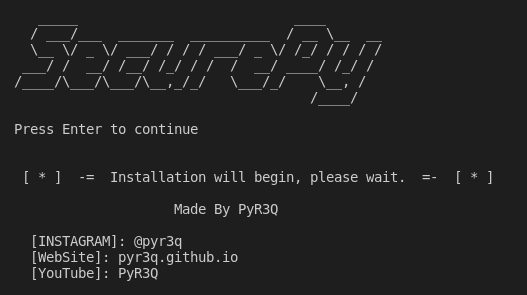 SecurePy
Press Enter to continue
[ * ] -= Installation will begin, please wait. =- [ * ]
Made By PyR3Q
[INSTAGRAM]: @pyr3q
[WebSite]: pyr3q.github.io
[YouTube]: PyR3Q